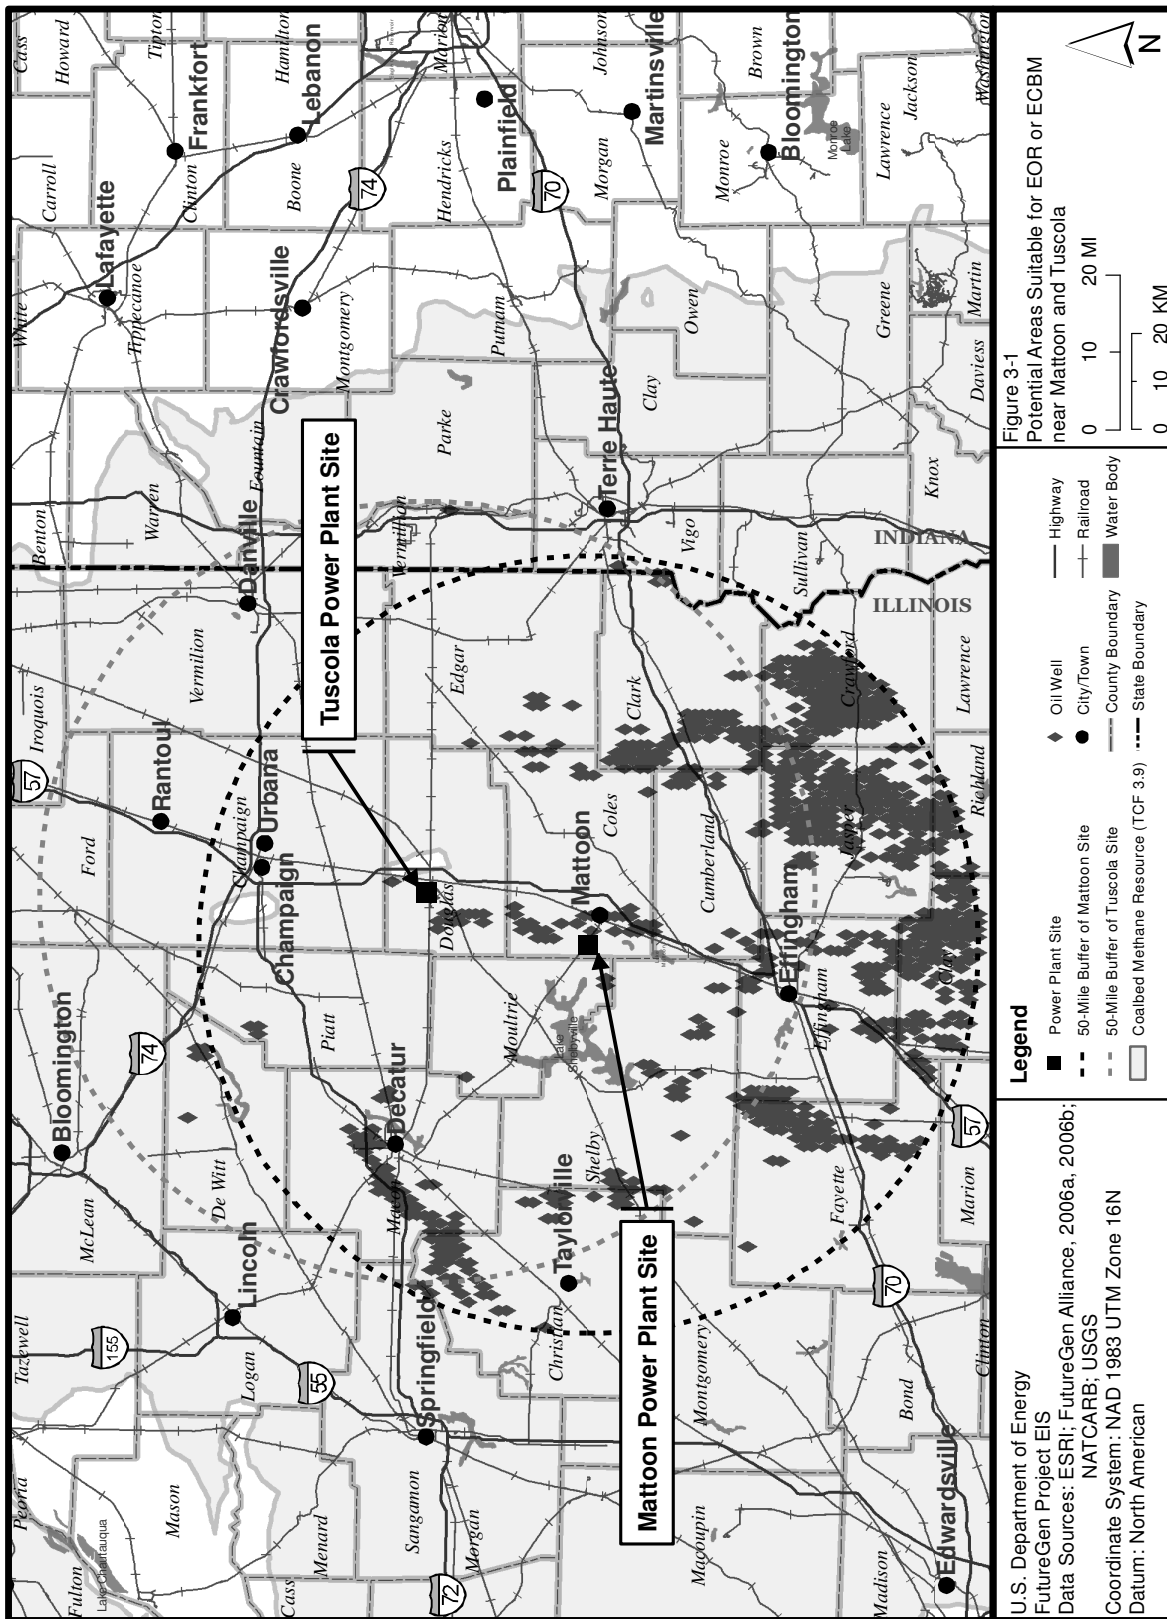 Peoria
Tazewell
McLean
Bloomington
Ford
Iroquois
Benton
White
Carroll
Cass
Howard
Tipton
Fulton
Lake Chautauqua
Mason
Logan
Lincoln
155
55
De Witt
74
Piatt
Champaign
Champaign
Urbana
Rantoul
57
Vermilion
Danville
Warren
Fountain
Tippecanoe
Lafayette
Clinton
Frankfort
Hamilton
Lebanon
Boone
74
Montgomery
Crawfordsville
Cass
Menard
Sangamon
Springfield
72
Morgan
Macon
Decatur
Moultrie
Lake
Shelbyville
Douglas
Tuscola Power Plant Site
Edgar
Vermillion
Parke
Putnam
Hendricks
Marion
Plainfield
70
Johnson
Morgan
Martinsville
Christian
Taylorville
Shelby
Mattoon Power Plant Site
Mattoon
Coles
Cumberland
Clark
Terre Haute
Vigo
Clay
Owen
Monroe
Brown
Bloomington
Monroe
Lake
Macoupin
Montgomery
Fayette
Effingham
Effingham
Jasper
Crawford
Sullivan
Greene
Lawrence
Jackson
Washington
Madison
Edwardsville
Bond
70
Clinton
Marion
57
Clay
Richland
Lawrence
ILLINOIS
INDIANA
Knox
Daviess
Martin
U.S. Department of Energy
FutureGen Project EIS
Data Sources: ESRI; FutureGen Alliance, 2006a, 2006b;
NATCARB; USGS
Coordinate System: NAD 1983 UTM Zone 16N
Datum: North American
Legend
Power Plant Site
50-Mile Buffer of Mattoon Site
50-Mile Buffer of Tuscola Site
Coalbed Methane Resource (TCF 3.9)
Oil Well
City/Town
County Boundary
State Boundary
Highway
Railroad
Water Body
Figure 3-1
Potential Areas Suitable for EOR or ECBM
near Mattoon and Tuscola
0 10 20 MI
0 10 20 KM
N